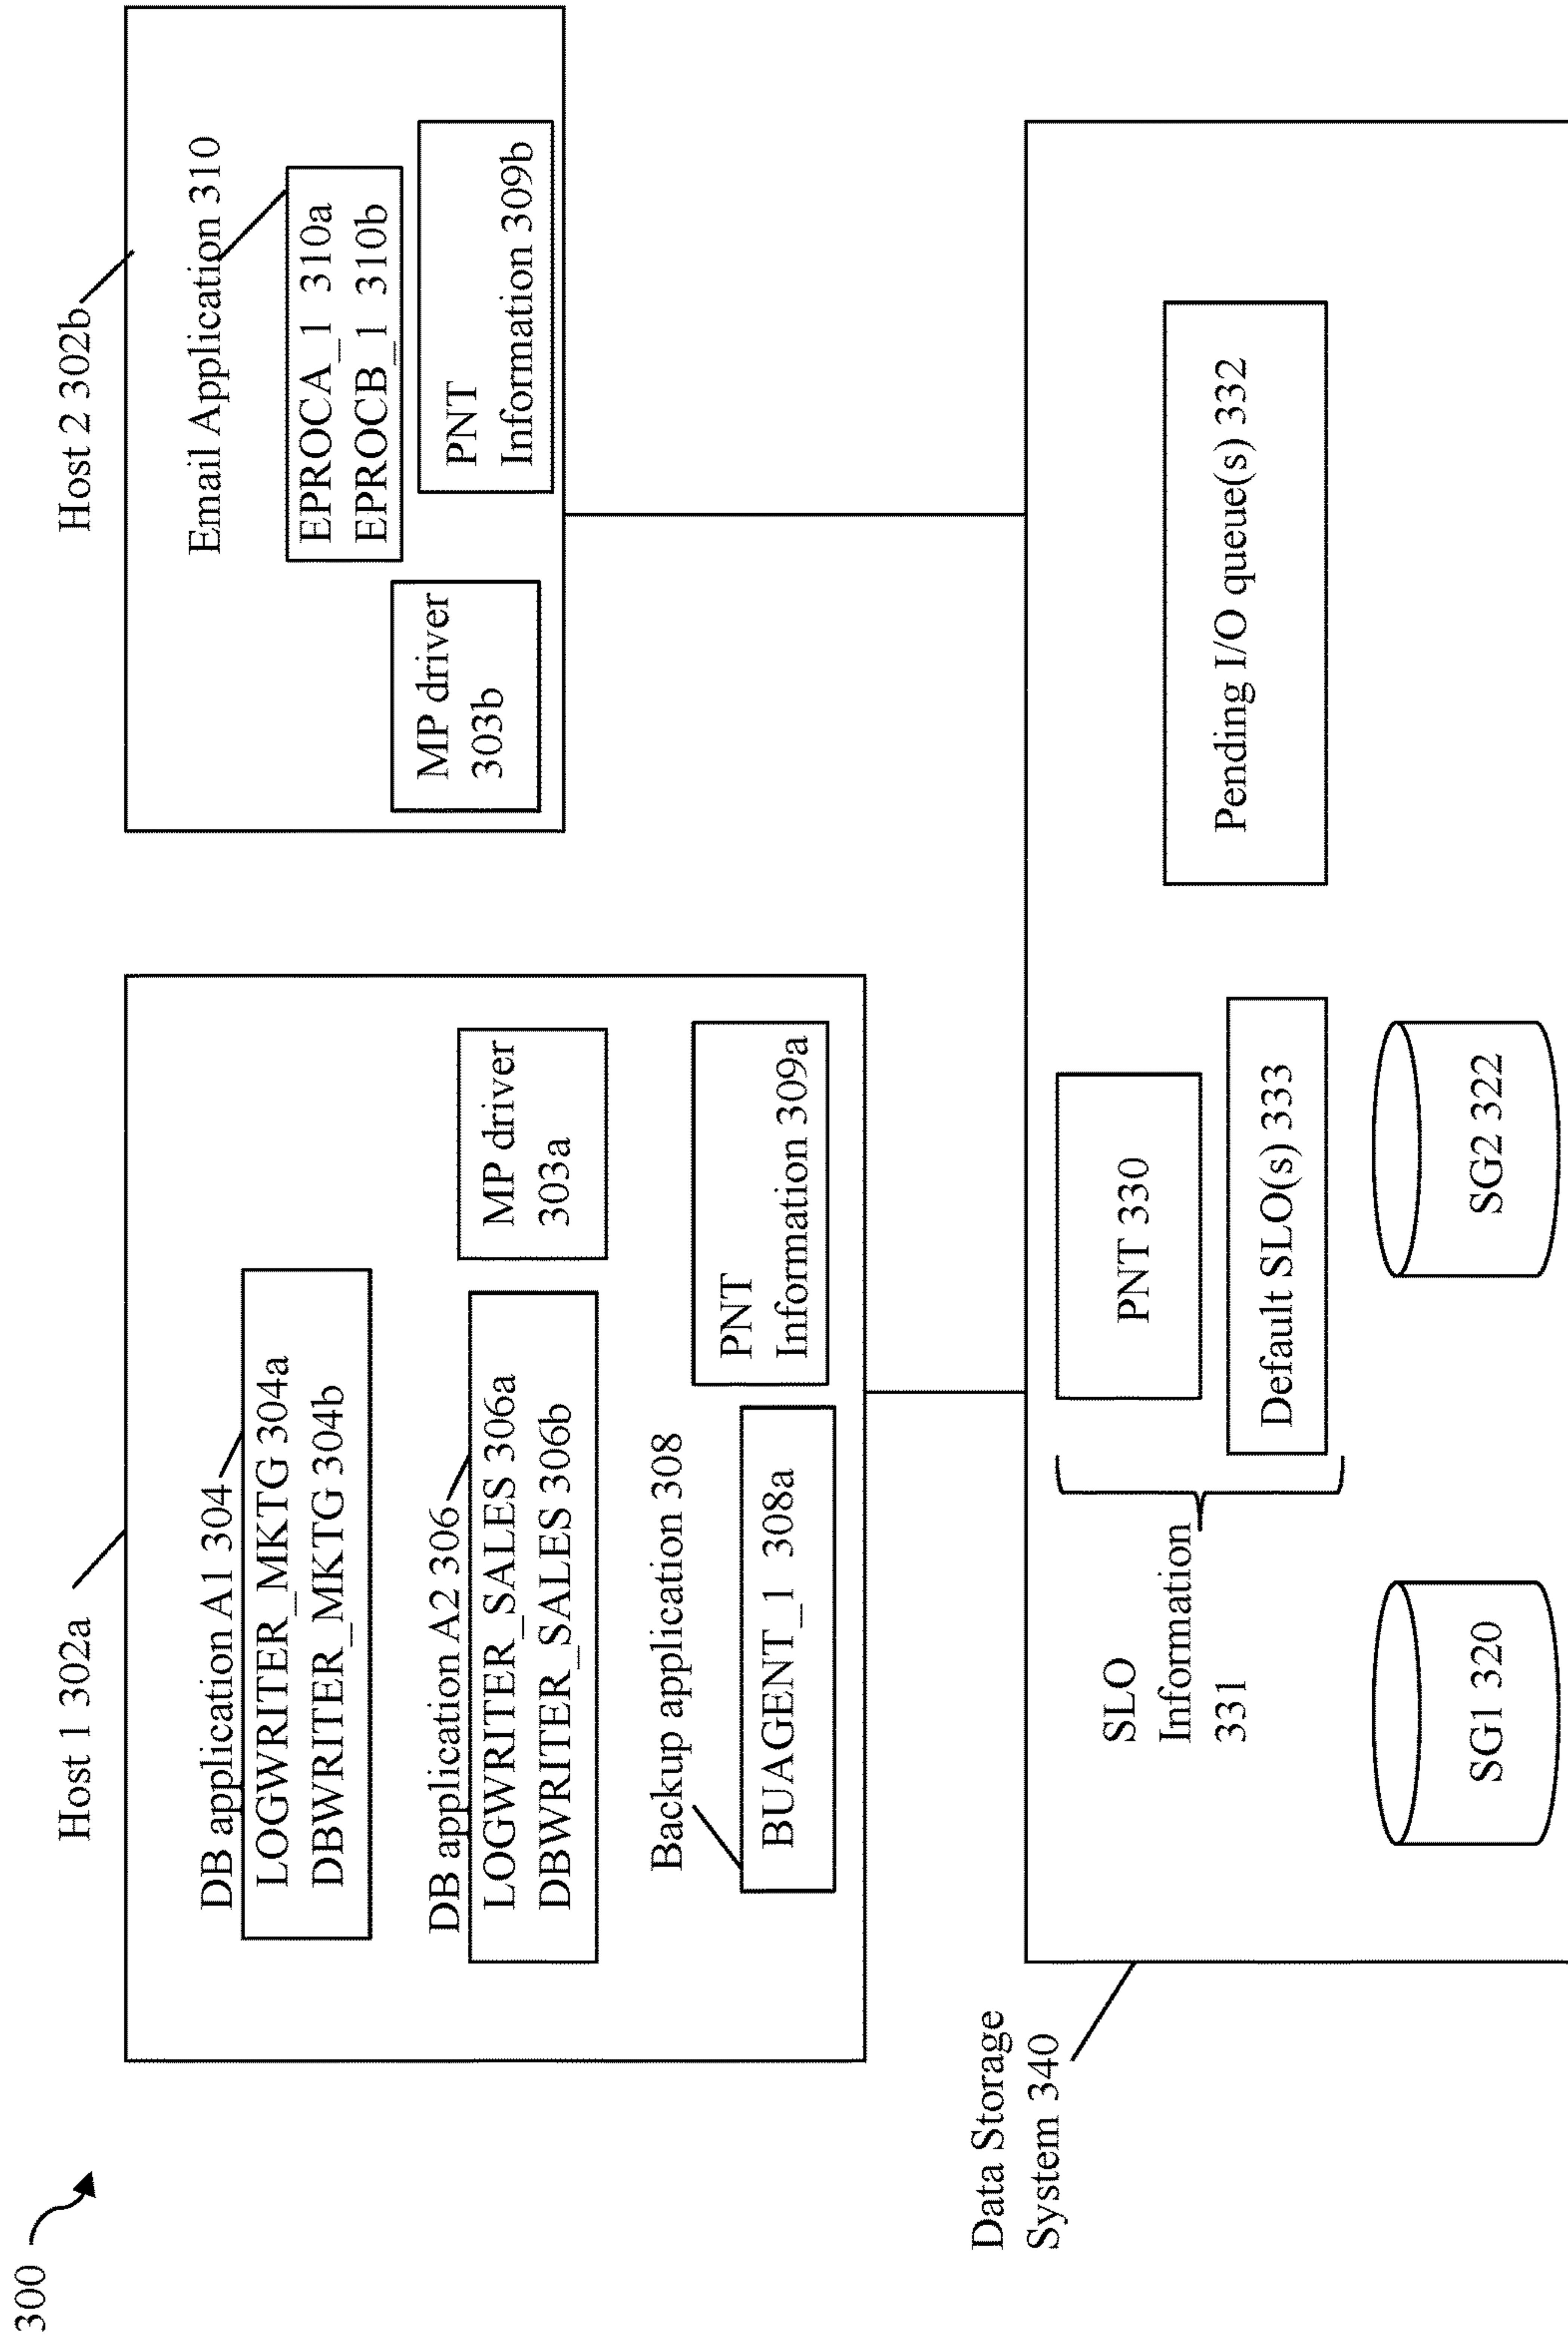 300
Host 1 302a
DB application A1 304
LOGWRITER_MKTG 304a
DBWRITER_MKTG 304b
DB application A2 306
LOGWRITER_SALES 306a
DBWRITER_SALES 306b
MP driver
303a
Backup application 308
BUAGENT_1 308a
PNT
Information 309a
Host 2 302b
Email Application 310
EPROCA_1 310a
EPROCB_1 310b
MP driver
303b
PNT
Information 309b
Data Storage
System 340
SLO
Information
331
PNT 330
Default SLO(s) 333
Pending I/O queue(s) 332
SG1 320
SG2 322